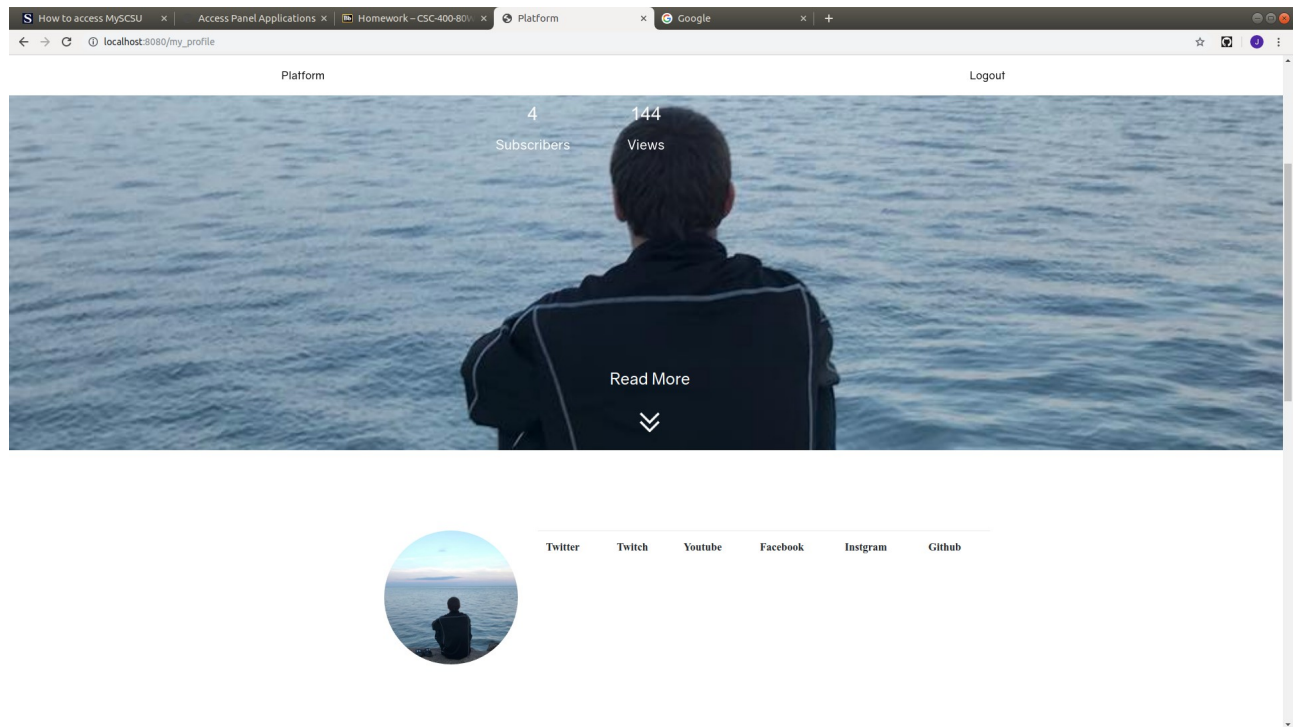 How to access MySCSU
Access Panel Applications
Homework – CSC-400-80W
Platform
Google
localhost:8080/my_profile
J
Platform
Logout
4
144
Subscribers
Views
Read More
Twitter Twitch Youtube Facebook Instgram Github